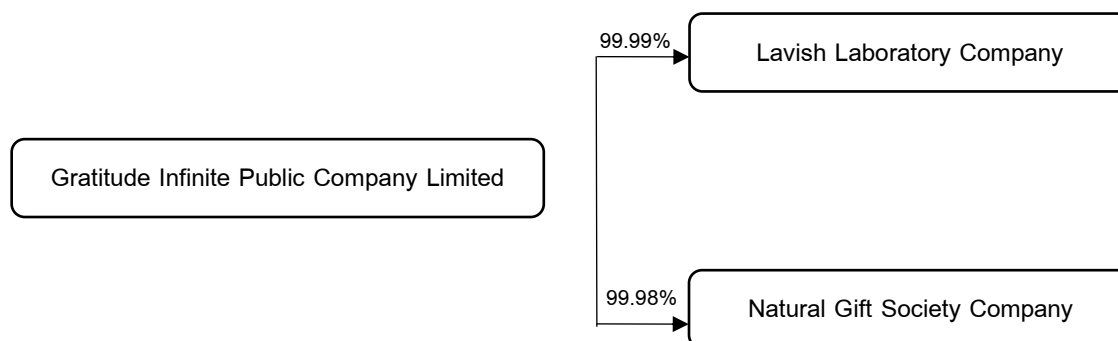 99.99%
Lavish Laboratory Company
Gratitude Infinite Public Company Limited
99.98%
Natural Gift Society Company